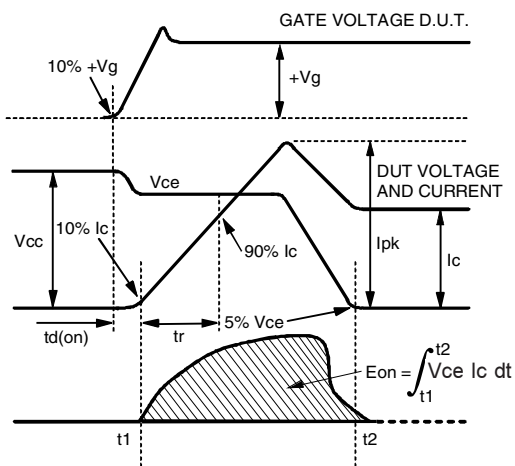 GATE VOLTAGE D.U.T.
10% +Vg
+Vg
Vce
DUT VOLTAGE
AND CURRENT
Vcc
10% Ic
90% Ic
Ipk
Ic
td(on)
tr
5% Vce
Eon = ∫ Vce Ic dt
t2
t1
t1
t2